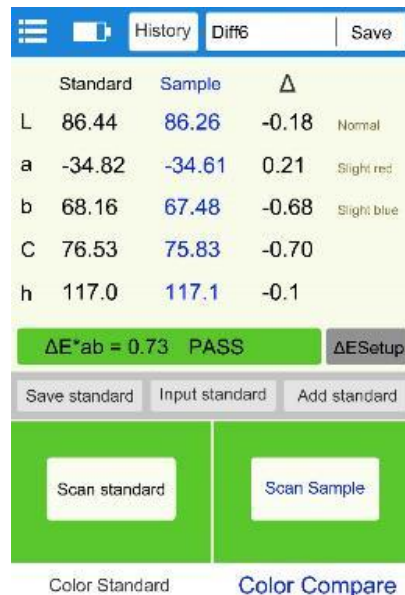 History Diff6 Save
Standard Sample Δ
L 86.44 86.26 -0.18 Normal
a -34.82 -34.61 0.21 Slight red
b 68.16 67.48 -0.68 Slight blue
C 76.53 75.83 -0.70
h 117.0 117.1 -0.1
ΔE*ab = 0.73 PASS ΔESetup
Save standard Input standard Add standard
Scan standard Scan Sample
Color Standard Color Compare